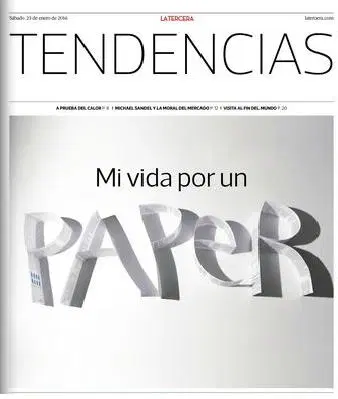 Sábado, 23 de enero de 2016 LA TERCERA latercera.com
TENDENCIAS
A PRUEBA DEL CALOR P 8 I MICHAEL SANDEL Y LA MORAL DEL MERCADO P 12 I VISITA AL FIN DEL MUNDO P 20
Mi vida por un
PAPeR